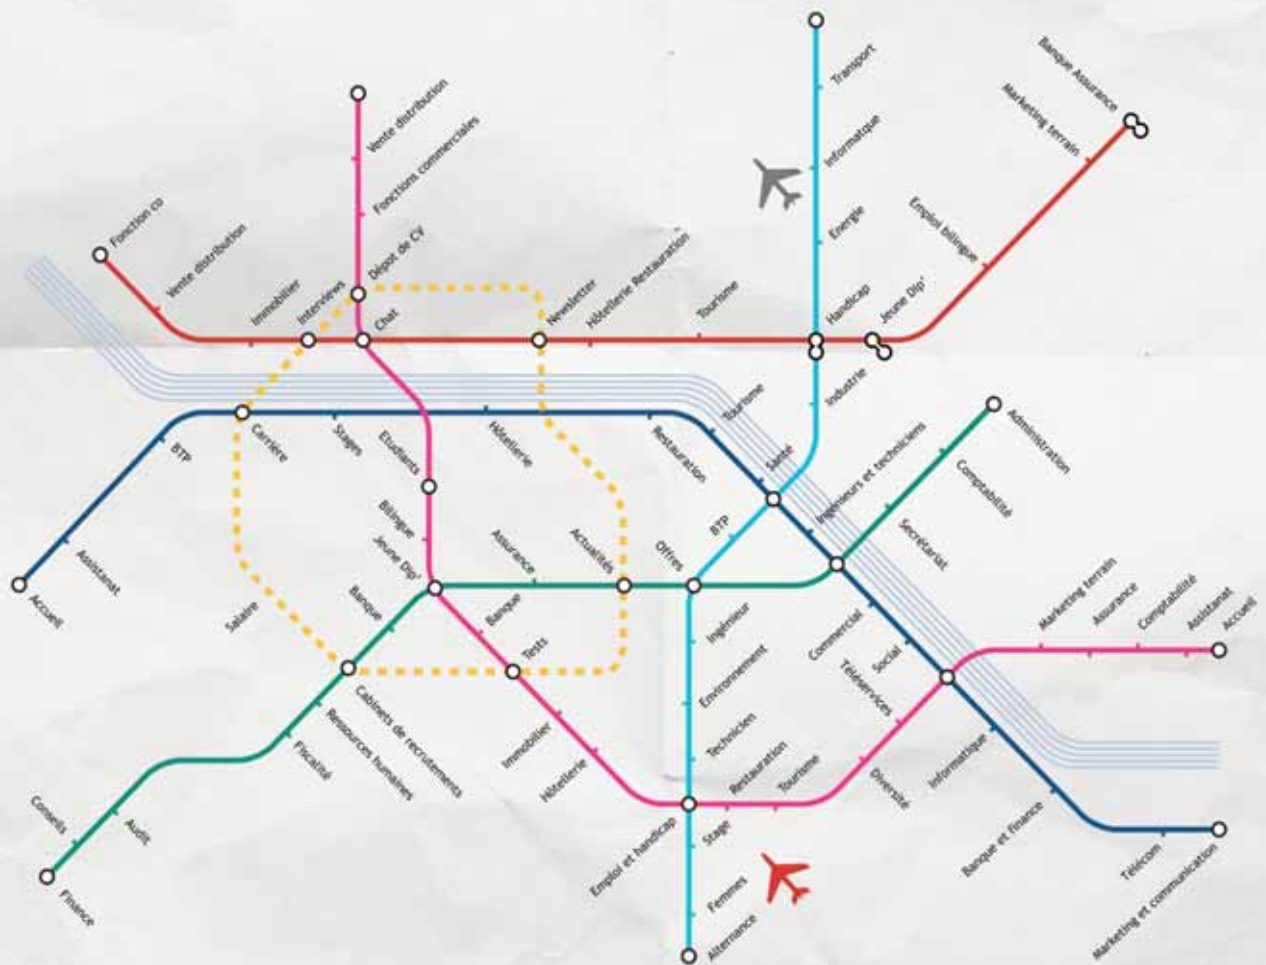 Transport
Banque Assurance
Vente distribution
Marketing terrain
Informatque
Fonctions commerciales
Fonction co
Energie
Emploi bilingue
Dépot de CV
Vente distribution
Immobilier
Interviews
Chat
Newsletter
Hôtellerie Restauration
Tourisme
Handicap
Jeune Dip'
Industrie
Tourisme
Administration
BTP
Carrière
Stages
Etudiants
Hôtellerie
Restauration
Santé
Ingénieurs et techniciens
Comptabilité
Secrétariat
Bilingue
BTP
Assistanat
Accueil
Jeune Dip'
Assurance
Actualités
Offres
Salaire
Banque
Banque
Tests
Ingénieur
Commercial
Social
Marketing terrain
Assurance
Comptabilité
Assistanat
Accueil
Environnement
Téléservices
Cabinets de recrutements
Ressources humaines
Fiscalité
Immobilier
Hôtellerie
Technicien
Restauration
Tourisme
Diversité
Informatique
Conseils
Audit
Emploi et handicap
Stage
Banque et finance
Télécom
Marketing et communication
Finance
Femmes
Alternance